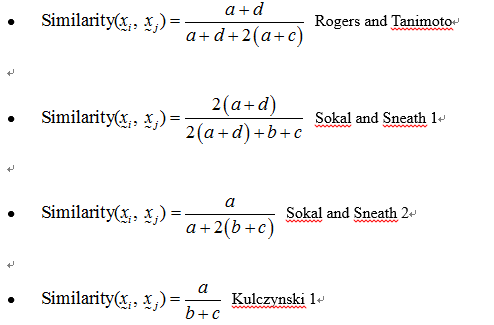 • Similarity(x_i, x_j) = (a+d) / (a+d+2(a+c)) Rogers and Tanimoto↵
↵
• Similarity(x_i, x_j) = 2(a+d) / (2(a+d)+b+c) Sokal and Sneath 1↵
↵
• Similarity(x_i, x_j) = a / (a+2(b+c)) Sokal and Sneath 2↵
↵
• Similarity(x_i, x_j) = a / (b+c) Kulczynski 1↵